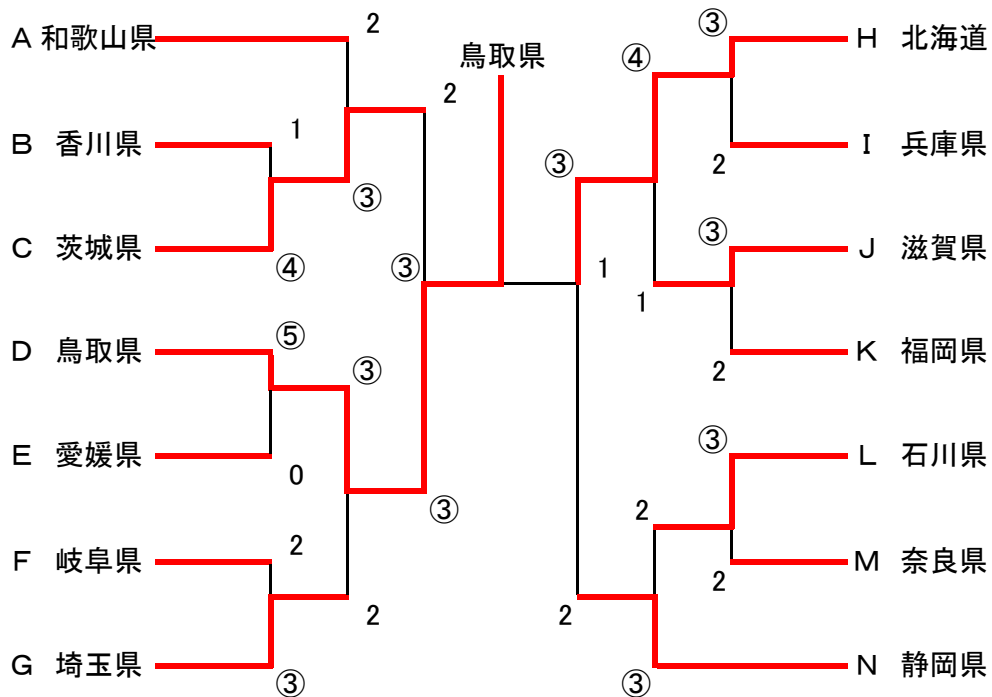 2
③
A 和歌山県
H 北海道
鳥取県
④
2
1
B 香川県
I 兵庫県
2
③
③
③
C 茨城県
J 滋賀県
④
③
1
1
⑤
D 鳥取県
K 福岡県
③
2
③
E 愛媛県
L 石川県
0
③
2
2
F 岐阜県
M 奈良県
2
2
2
G 埼玉県
N 静岡県
③
③